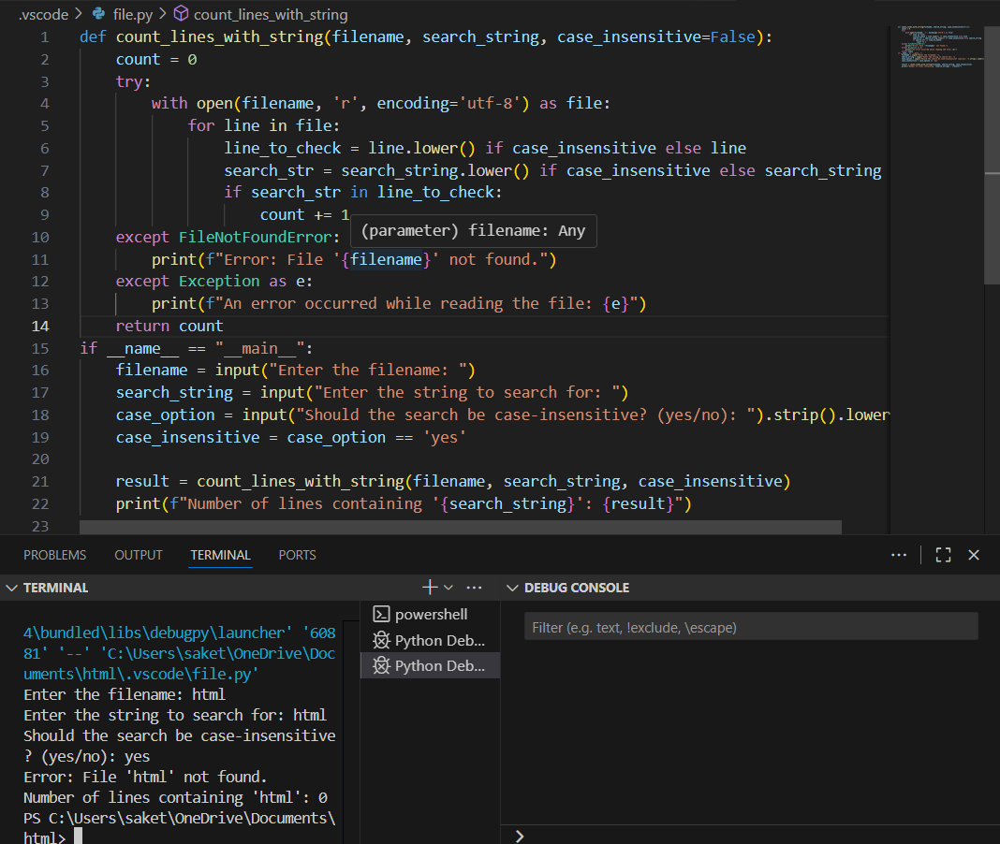 .vscode > file.py > count_lines_with_string
1 def count_lines_with_string(filename, search_string, case_insensitive=False):
2 count = 0
3 try:
4 with open(filename, 'r', encoding='utf-8') as file:
5 for line in file:
6 line_to_check = line.lower() if case_insensitive else line
7 search_str = search_string.lower() if case_insensitive else search_string
8 if search_str in line_to_check:
9 count += 1
(parameter) filename: Any
10 except FileNotFoundError:
11 print(f"Error: File '{filename}' not found.")
12 except Exception as e:
13 print(f"An error occurred while reading the file: {e}")
14 return count
15 if __name__ == "__main__":
16 filename = input("Enter the filename: ")
17 search_string = input("Enter the string to search for: ")
18 case_option = input("Should the search be case-insensitive? (yes/no): ").strip().lower
19 case_insensitive = case_option == 'yes'
20
21 result = count_lines_with_string(filename, search_string, case_insensitive)
22 print(f"Number of lines containing '{search_string}': {result}")
23
PROBLEMS OUTPUT TERMINAL PORTS
TERMINAL
4\bundled\libs\debugpy\launcher' '608
81' '--' 'C:\Users\saket\OneDrive\Doc
uments\html\.vscode\file.py'
Enter the filename: html
Enter the string to search for: html
Should the search be case-insensitive
? (yes/no): yes
Error: File 'html' not found.
Number of lines containing 'html': 0
PS C:\Users\saket\OneDrive\Documents\
html>
powershell
Python Deb...
Python Deb...
DEBUG CONSOLE
Filter (e.g. text, !exclude, \escape)